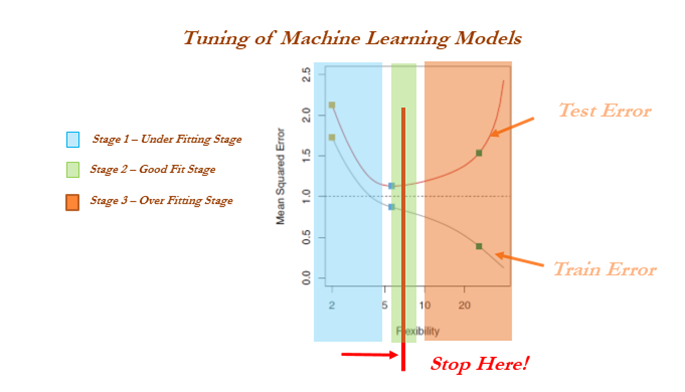 Tuning of Machine Learning Models
Stage 1 – Under Fitting Stage
Stage 2 – Good Fit Stage
Stage 3 – Over Fitting Stage
Mean Squared Error
2.5
2.0
1.5
1.0
0.5
0.0
2
5
10
20
Flexibility
Test Error
Train Error
Stop Here!